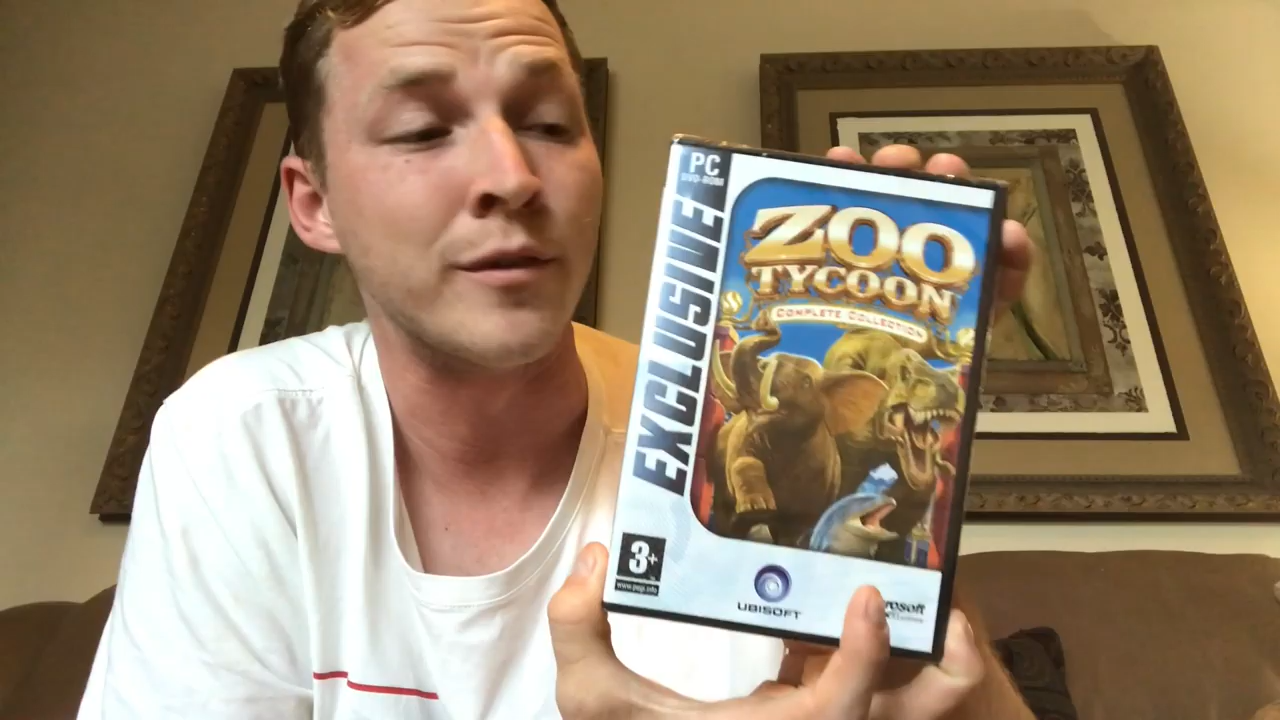 PC
DVD-ROM
EXCLUSIVE
ZOO
TYCOON
COMPLETE COLLECTION
3+
www.pegi.info
UBISOFT